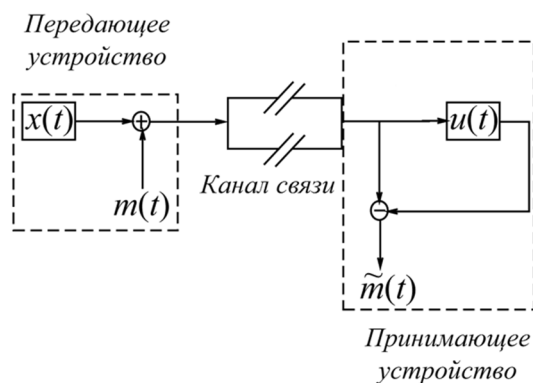 Передающее
устройство
x(t)
+
m(t)
Канал связи
u(t)
−
m̃(t)
Принимающее
устройство